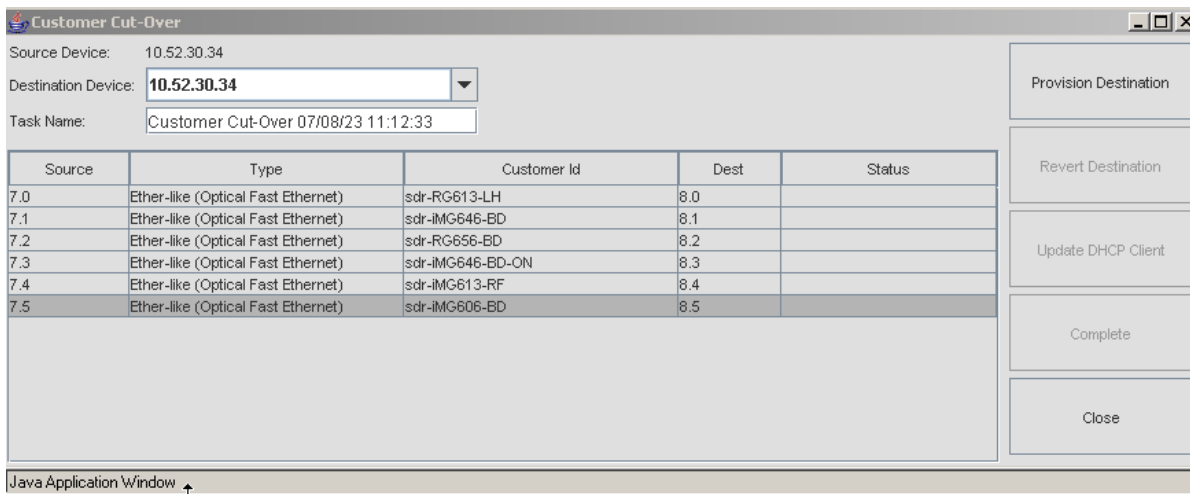 Customer Cut-Over
Source Device: 10.52.30.34
Destination Device: 10.52.30.34
Task Name: Customer Cut-Over 07/08/23 11:12:33
Source Type Customer Id Dest Status
7.0 Ether-like (Optical Fast Ethernet) sdr-RG613-LH 8.0
7.1 Ether-like (Optical Fast Ethernet) sdr-iMG646-BD 8.1
7.2 Ether-like (Optical Fast Ethernet) sdr-RG656-BD 8.2
7.3 Ether-like (Optical Fast Ethernet) sdr-iMG646-BD-ON 8.3
7.4 Ether-like (Optical Fast Ethernet) sdr-iMG613-RF 8.4
7.5 Ether-like (Optical Fast Ethernet) sdr-iMG606-BD 8.5
Provision Destination
Revert Destination
Update DHCP Client
Complete
Close
Java Application Window